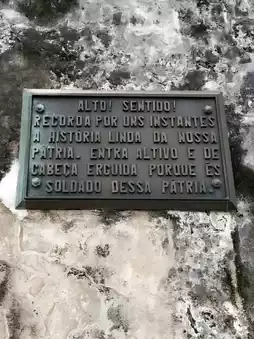 ALTO! SENTIDO!
RECORDA POR UNS INSTANTES
A HISTÓRIA LINDA DA NOSSA
PÁTRIA. ENTRA ALTIVO E DE
CABEÇA ERGUIDA PORQUE ÉS
SOLDADO DESSA PÁTRIA.